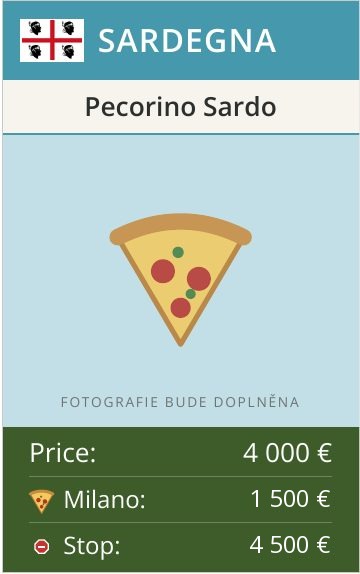 SARDEGNA
Pecorino Sardo
FOTOGRAFIE BUDE DOPLNĚNA
Price: 4 000 €
Milano: 1 500 €
Stop: 4 500 €